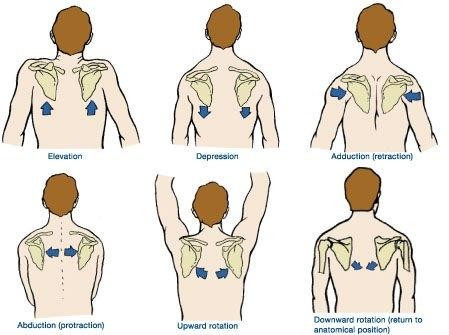 Elevation
Depression
Adduction (retraction)
Abduction (protraction)
Upward rotation
Downward rotation (return to
anatomical position)